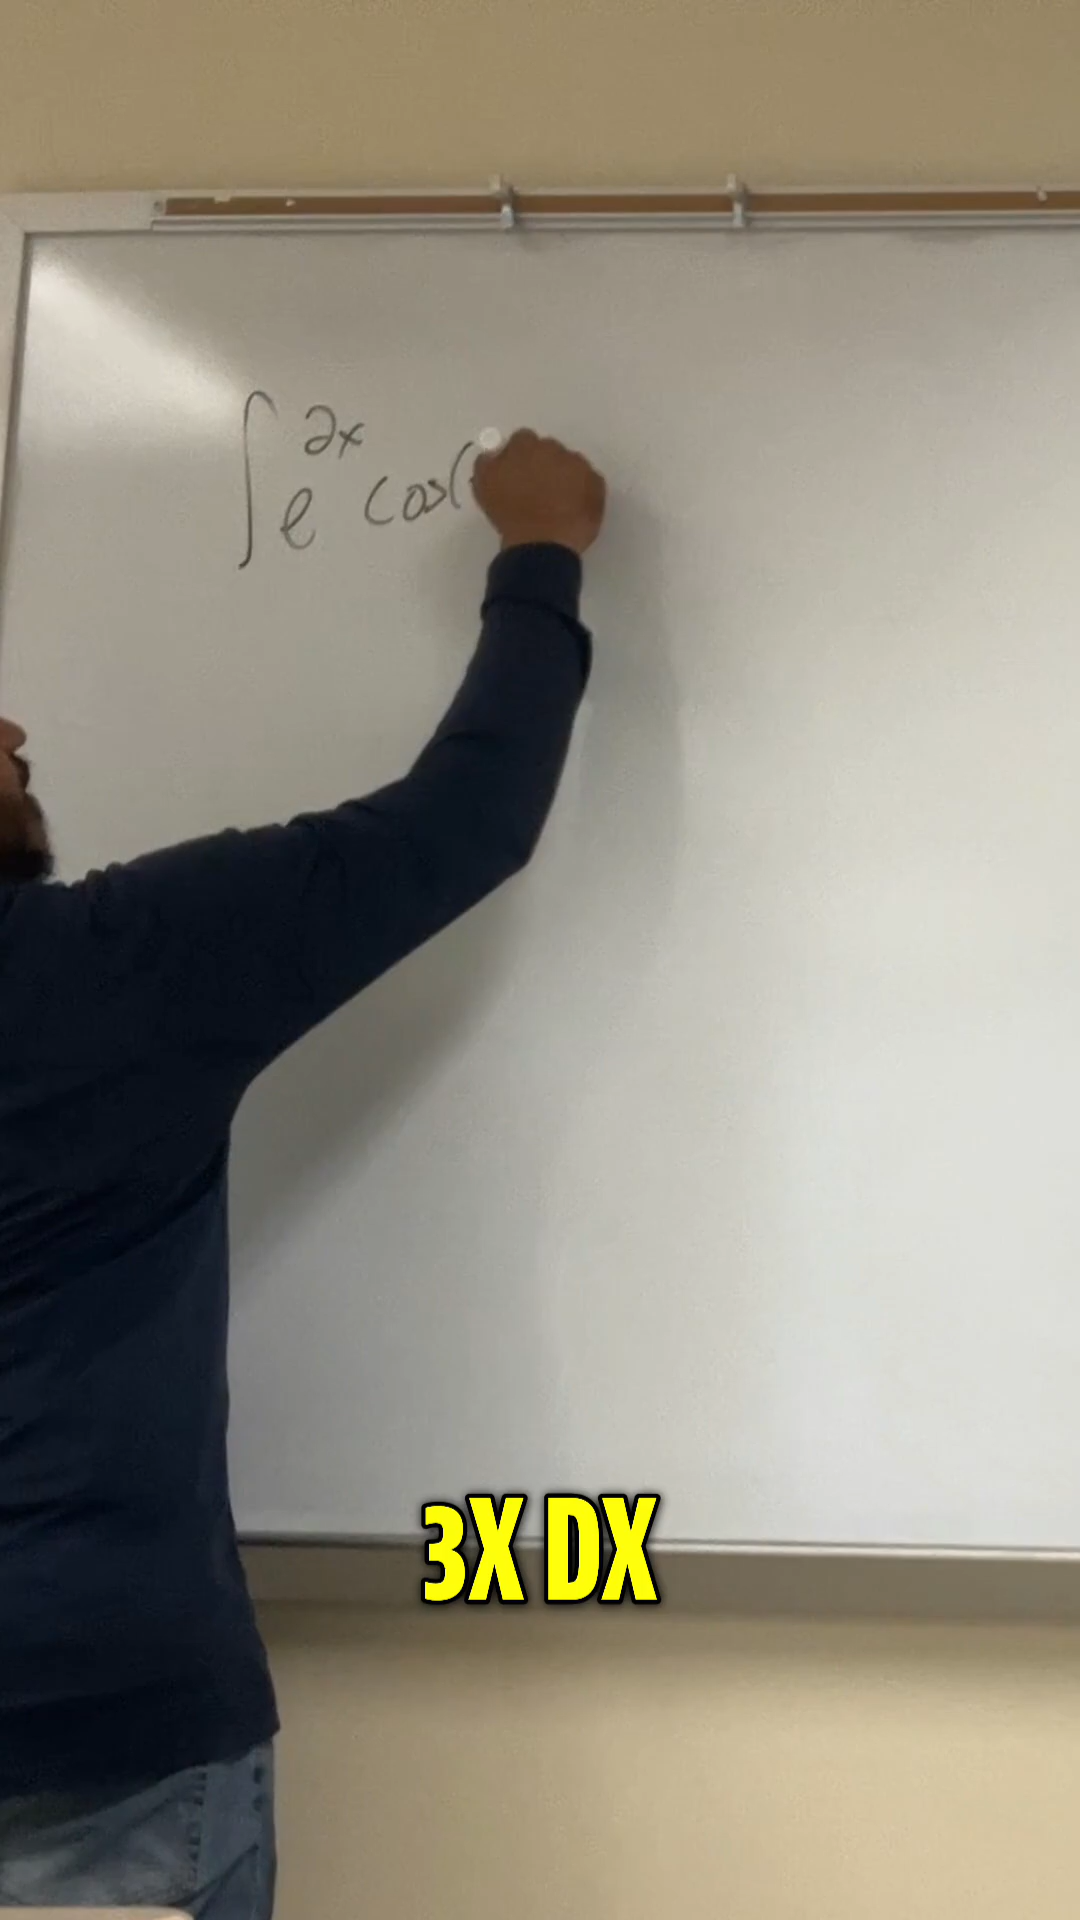 ∫ e^2x cos(
3X DX